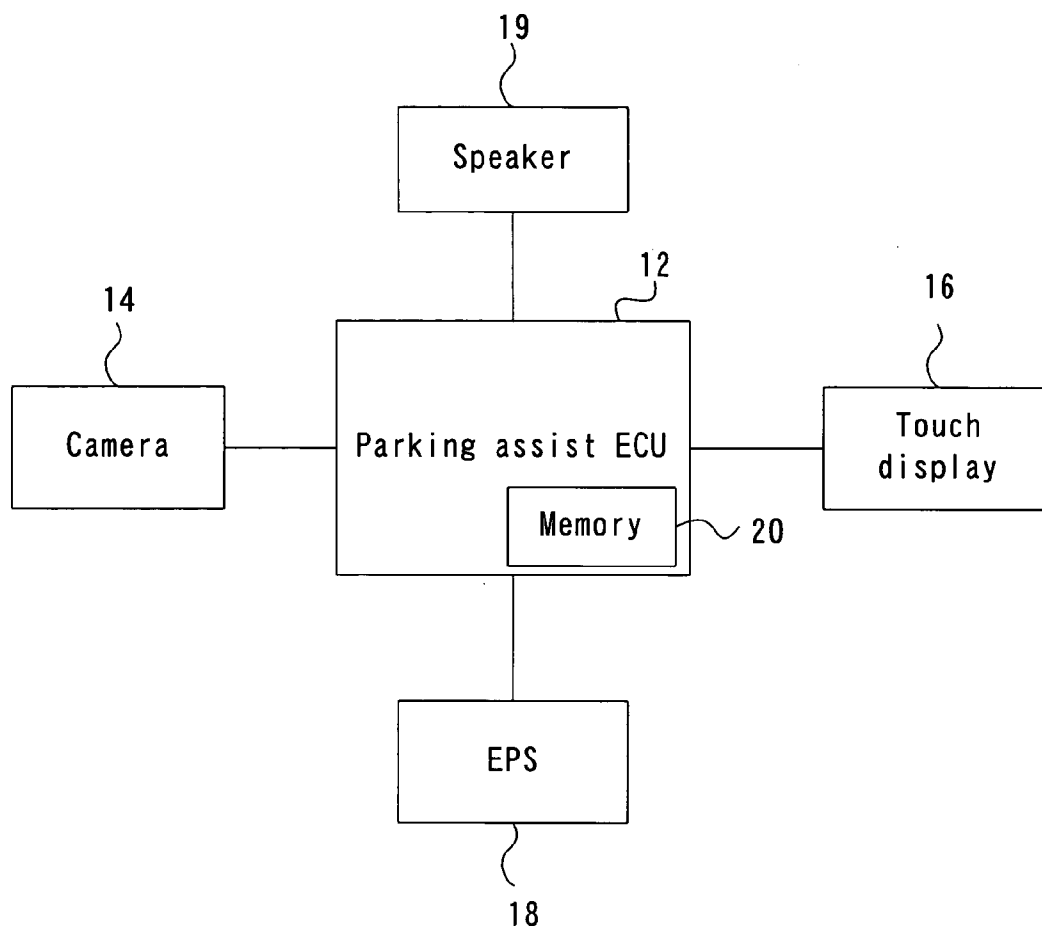 19
Speaker
12
14
16
Camera
Parking assist ECU
Touch
display
Memory
20
EPS
18